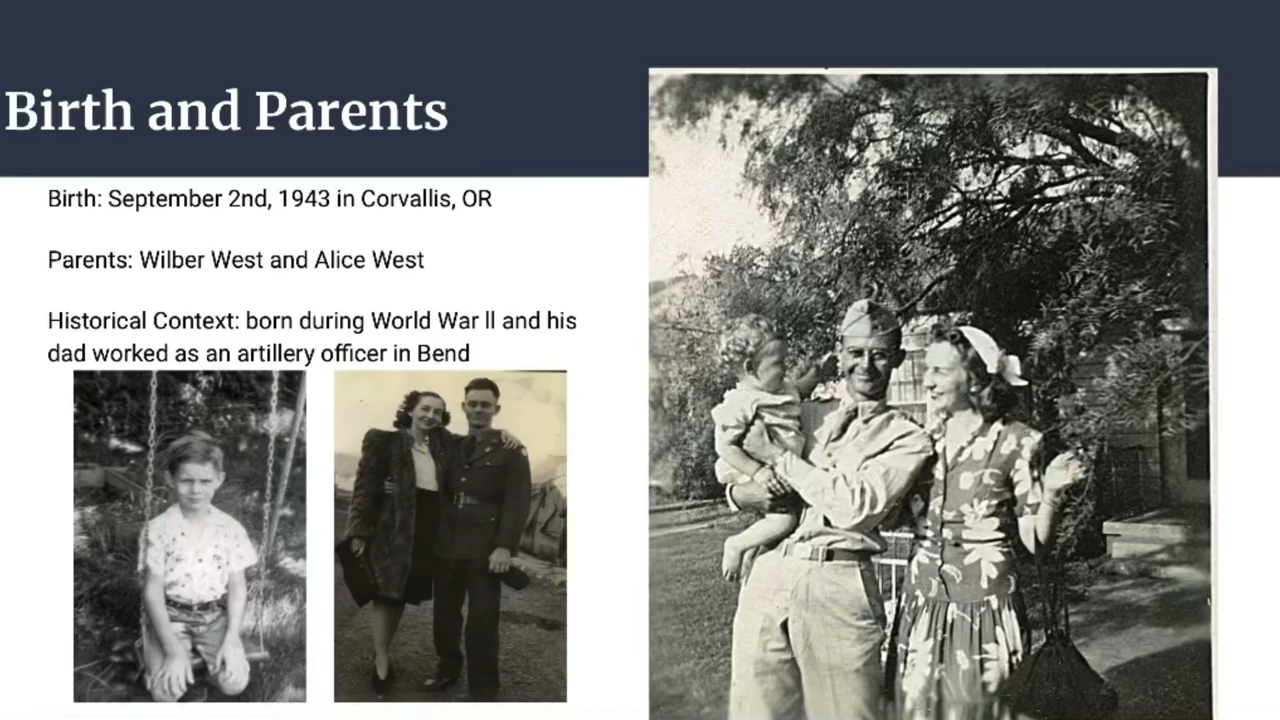 Birth and Parents
Birth: September 2nd, 1943 in Corvallis, OR
Parents: Wilber West and Alice West
Historical Context: born during World War ll and his
dad worked as an artillery officer in Bend